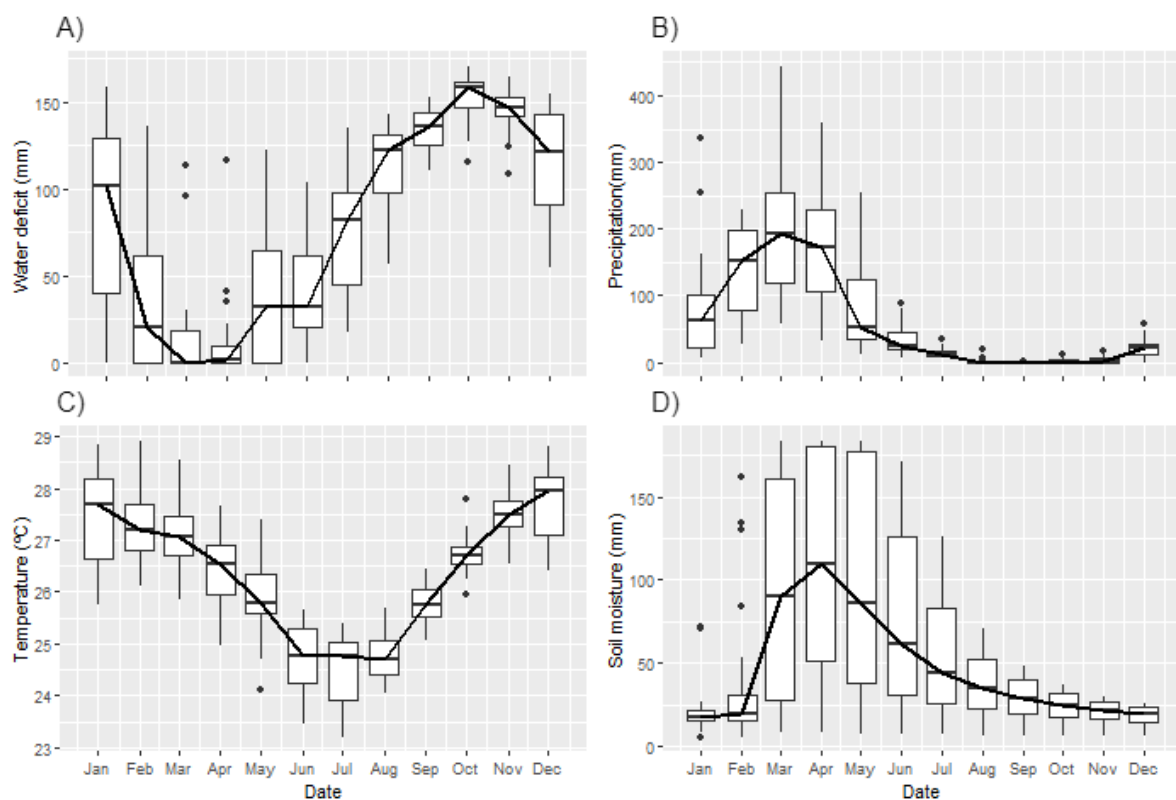 A)
Water deficit (mm)
150
100
50
0
B)
Precipitation(mm)
400
300
200
100
0
C)
Temperature (ºC)
29
28
27
26
25
24
23
Jan Feb Mar Apr May Jun Jul Aug Sep Oct Nov Dec
Date
D)
Soil moisture (mm)
150
100
50
0
Jan Feb Mar Apr May Jun Jul Aug Sep Oct Nov Dec
Date